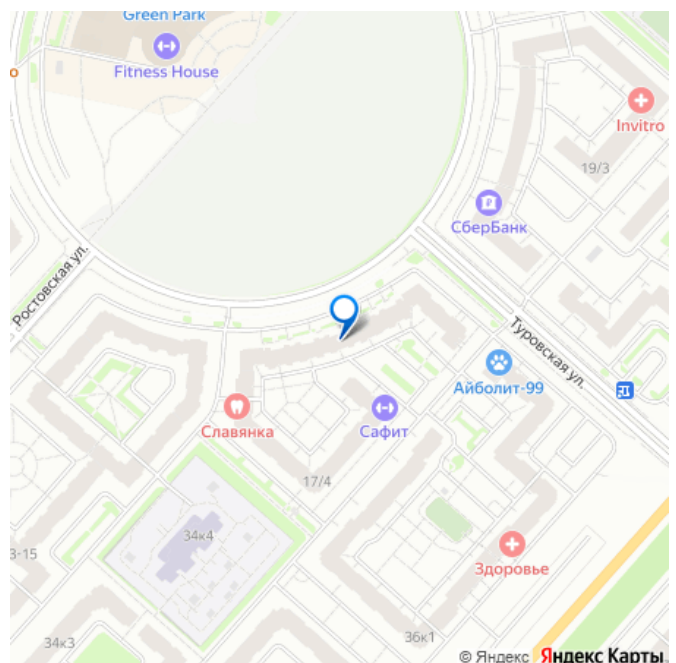 Green Park
Fitness House
о
Invitro
19/3
СберБанк
Ростовская ул.
Туровская ул.
Айболит-99
Славянка
Сафит
17/4
34к4
3-15
Здоровье
36к1
34к3
© Яндекс Яндекс Карты